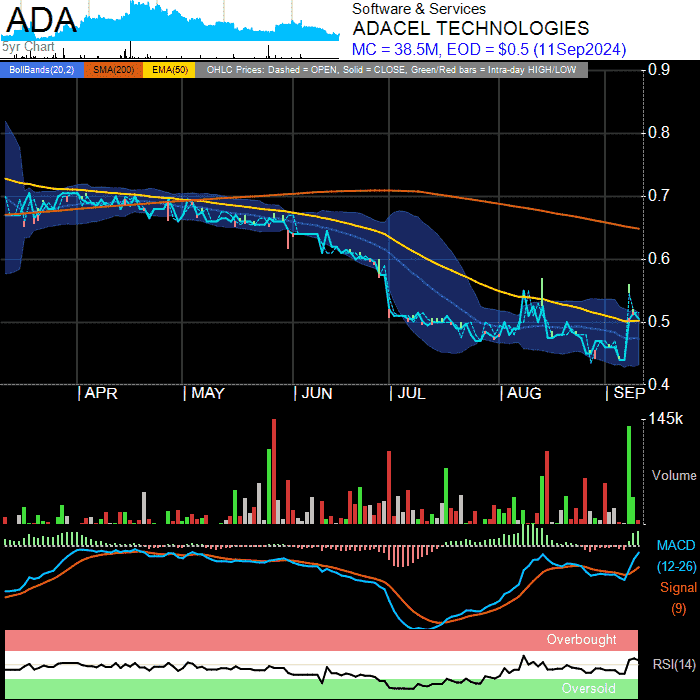 ADA
5yr Chart
Software & Services
ADACEL TECHNOLOGIES
MC = 38.5M, EOD = $0.5 (11Sep2024)
BollBands(20,2) SMA(200) EMA(50) OHLC Prices: Dashed = OPEN, Solid = CLOSE, Green/Red bars = Intra-day HIGH/LOW
0.9
0.8
0.7
0.6
0.5
0.4
| APR | MAY | JUN | JUL | AUG | SEP
145k
Volume
MACD
(12-26)
Signal
(9)
Overbought
RSI(14)
Oversold